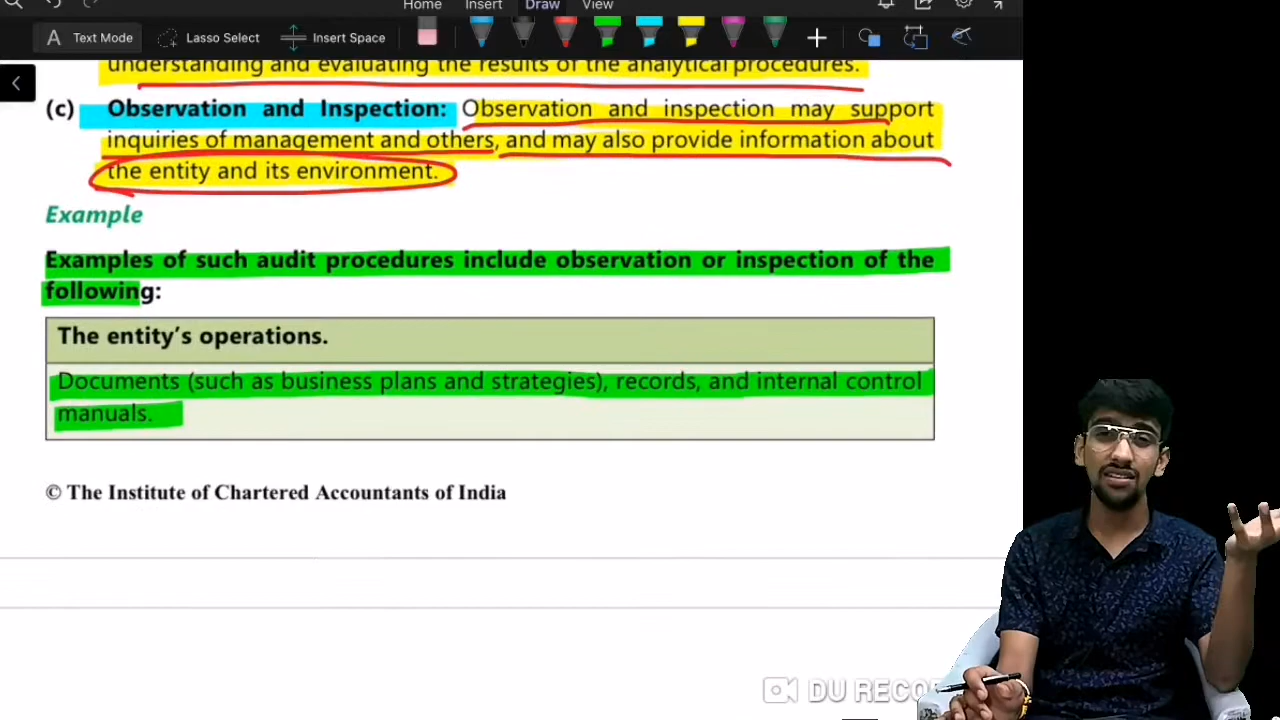 Home Insert Draw View
Text Mode Lasso Select Insert Space
understanding and evaluating the results of the analytical procedures.
(c) Observation and Inspection: Observation and inspection may support
inquiries of management and others, and may also provide information about
the entity and its environment.
Example
Examples of such audit procedures include observation or inspection of the
following:
The entity's operations.
Documents (such as business plans and strategies), records, and internal control
manuals.
© The Institute of Chartered Accountants of India
DU RECO